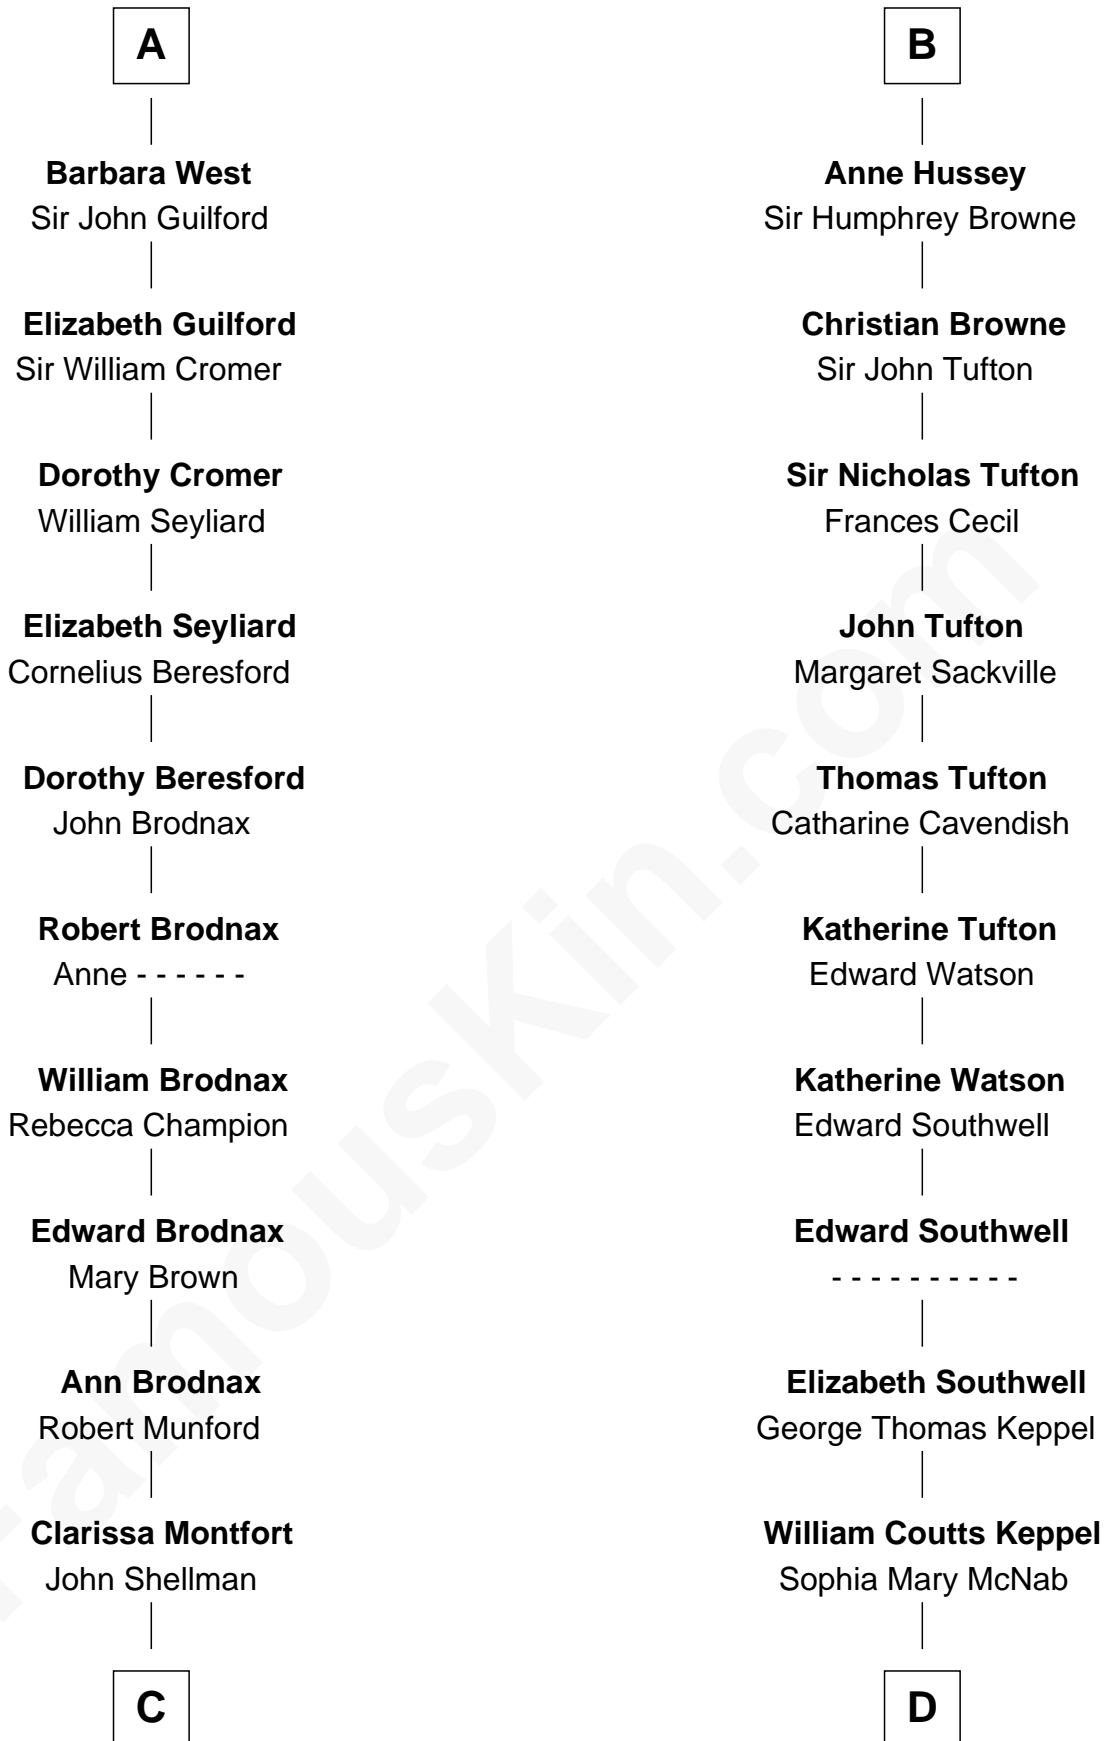 A
Barbara West
Sir John Guilford
Elizabeth Guilford
Sir William Cromer
Dorothy Cromer
William Seyliard
Elizabeth Seyliard
Cornelius Beresford
Dorothy Beresford
John Brodnax
Robert Brodnax
Anne - - - - - -
William Brodnax
Rebecca Champion
Edward Brodnax
Mary Brown
Ann Brodnax
Robert Munford
Clarissa Montfort
John Shellman
C
B
Anne Hussey
Sir Humphrey Browne
Christian Browne
Sir John Tufton
Sir Nicholas Tufton
Frances Cecil
John Tufton
Margaret Sackville
Thomas Tufton
Catharine Cavendish
Katherine Tufton
Edward Watson
Katherine Watson
Edward Southwell
Edward Southwell
- - - - - - - - - -
Elizabeth Southwell
George Thomas Keppel
William Coutts Keppel
Sophia Mary McNab
D
FamousKin.com